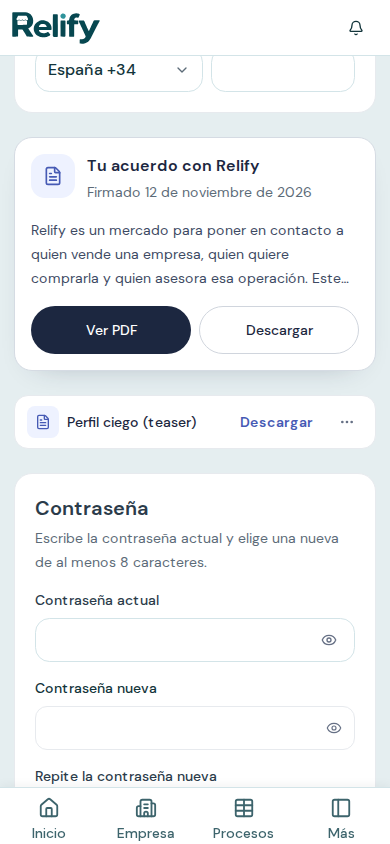 Relify
España +34
Tu acuerdo con Relify
Firmado 12 de noviembre de 2026
Relify es un mercado para poner en contacto a
quien vende una empresa, quien quiere
comprarla y quien asesora esa operación. Este…
Ver PDF
Descargar
Perfil ciego (teaser)
Descargar
Contraseña
Escribe la contraseña actual y elige una nueva
de al menos 8 caracteres.
Contraseña actual
Contraseña nueva
Repite la contraseña nueva
Inicio
Empresa
Procesos
Más